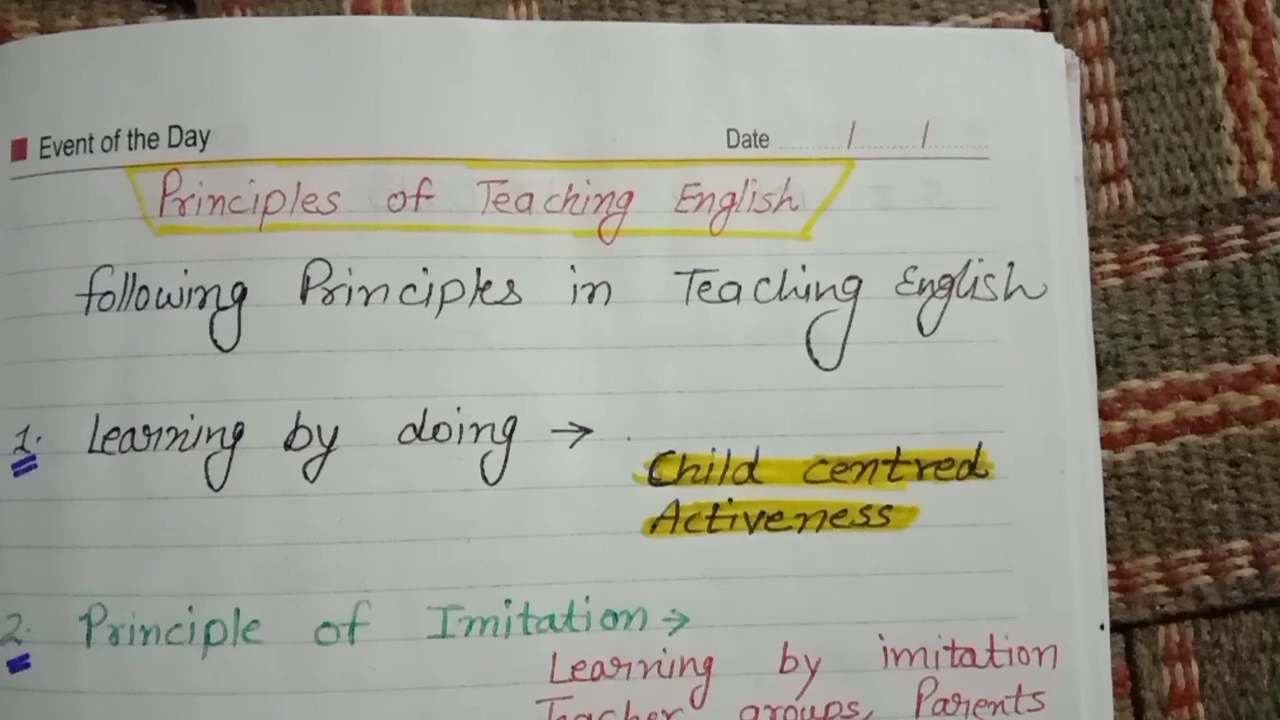 Event of the Day
Date ....../....../......
Principles of Teaching English
following Principles in Teaching English
1. Learning by doing →
Child centred
Activeness
2. Principle of Imitation →
Learning by imitation
Teacher groups, Parents